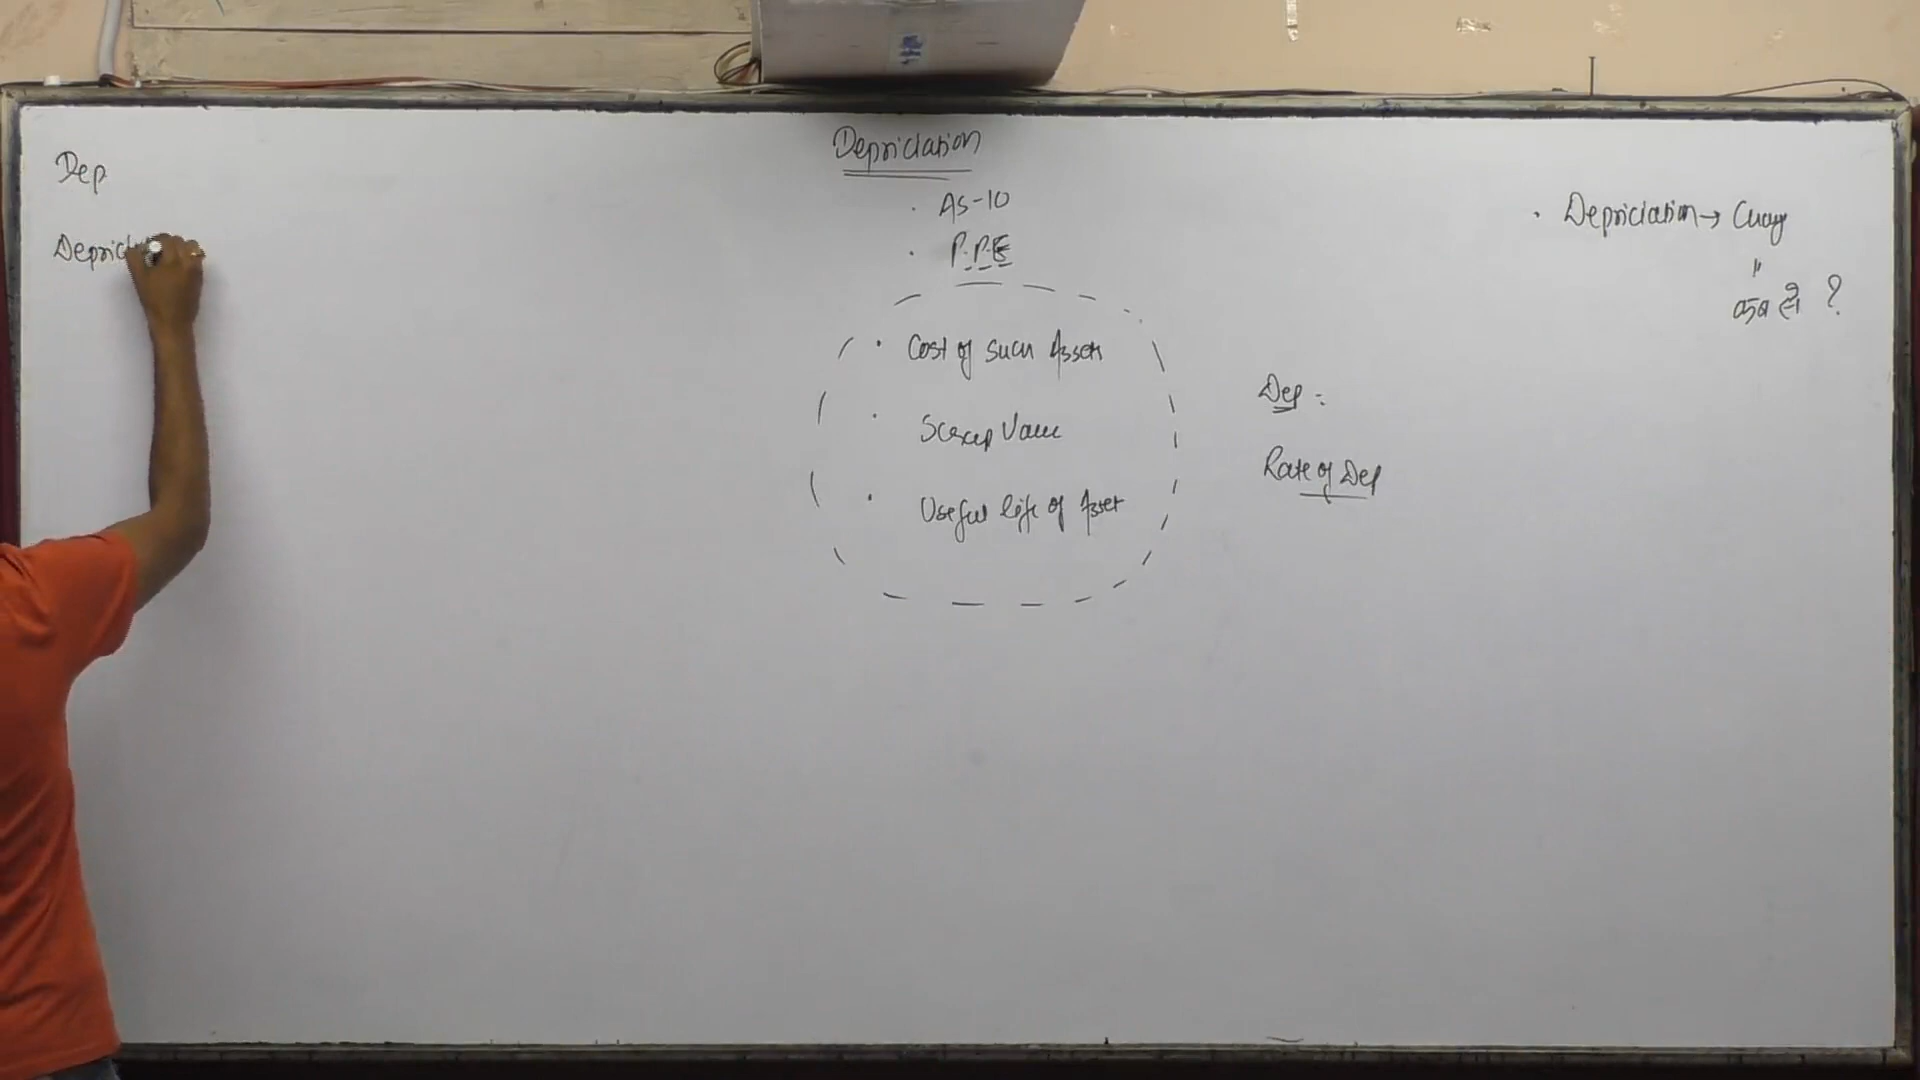 Depriciation
. AS-10
. P.P.E
. Cost of such Assets
. Scrap Value
. Useful life of Asset
Dep
Depricia
Dep :
Rate of Dep
. Depriciation → Charge
"
कब से ?